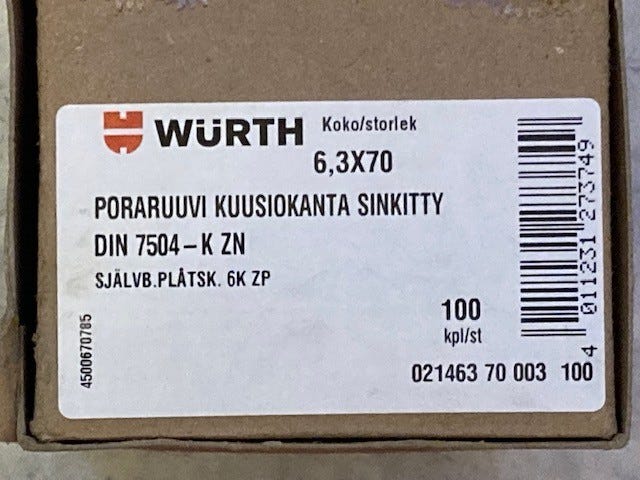 WÜRTH
Koko/storlek
6,3X70
PORARUUVI KUUSIOKANTA SINKITTY
DIN 7504-K ZN
SJÄLVB.PLÅTSK. 6K ZP
100
kpl/st
021463 70 003 100
4500670785
4 011231 273749